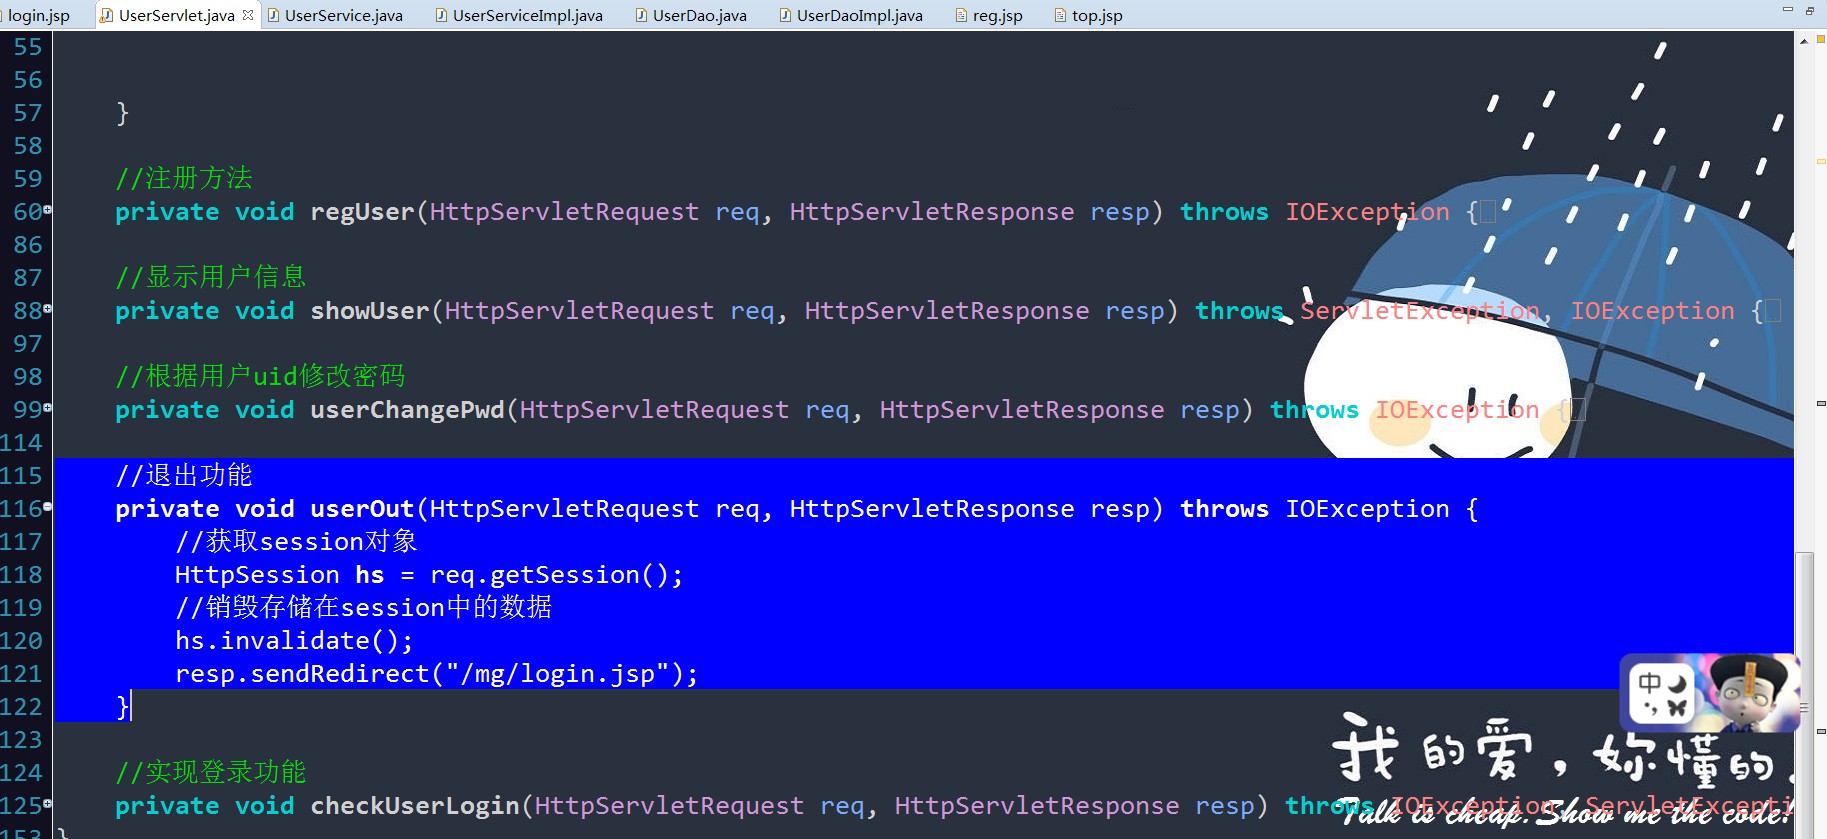 login.jsp UserServlet.java UserService.java UserServiceImpl.java UserDao.java UserDaoImpl.java reg.jsp top.jsp
55
56
57 }
58
59 //注册方法
60 private void regUser(HttpServletRequest req, HttpServletResponse resp) throws IOException {
86
87 //显示用户信息
88 private void showUser(HttpServletRequest req, HttpServletResponse resp) throws ServletException, IOException {
97
98 //根据用户uid修改密码
99 private void userChangePwd(HttpServletRequest req, HttpServletResponse resp) throws IOException {
114
115 //退出功能
116 private void userOut(HttpServletRequest req, HttpServletResponse resp) throws IOException {
117 //获取session对象
118 HttpSession hs = req.getSession();
119 //销毁存储在session中的数据
120 hs.invalidate();
121 resp.sendRedirect("/mg/login.jsp");
122 }
中
123
我的爱，妳懂的.
124 //实现登录功能
125 private void checkUserLogin(HttpServletRequest req, HttpServletResponse resp) throws IOException, ServletExcepti
Talk is cheap. Show me the code!
153 }